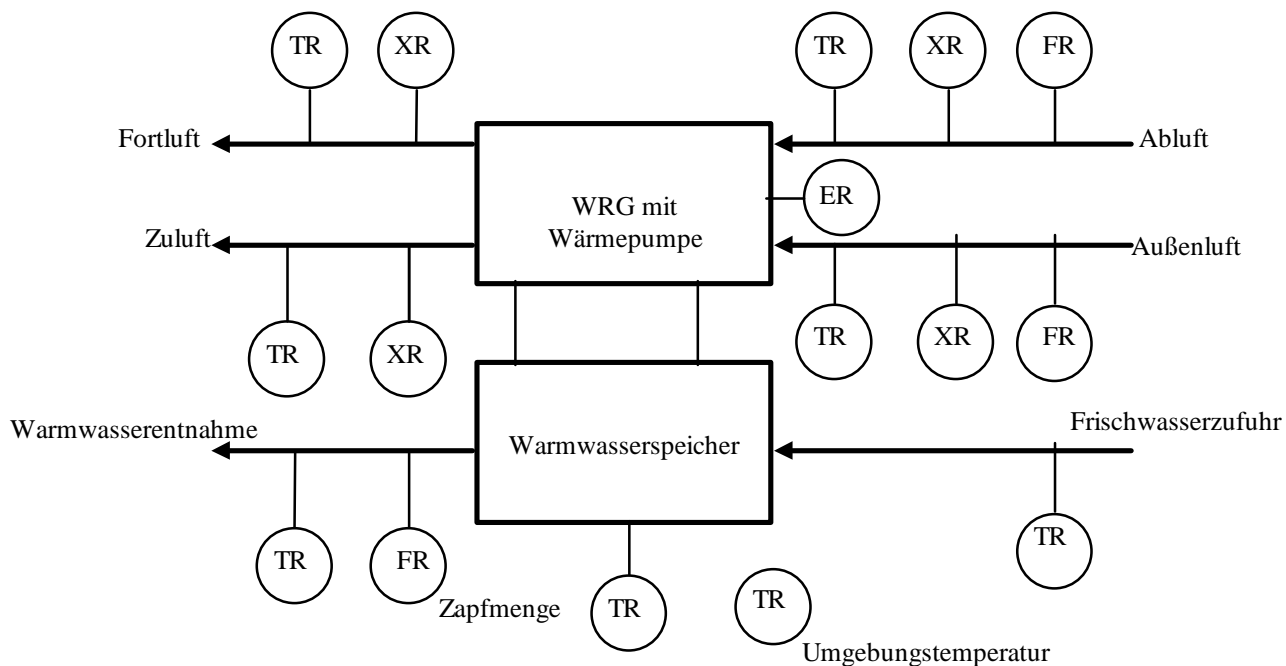 TR XR TR XR FR
Fortluft Abluft
ER
WRG mit
Wärmepumpe
Zuluft Außenluft
TR XR TR XR FR
Warmwasserentnahme Warmwasserspeicher Frischwasserzufuhr
TR FR TR
Zapfmenge TR TR
Umgebungstemperatur